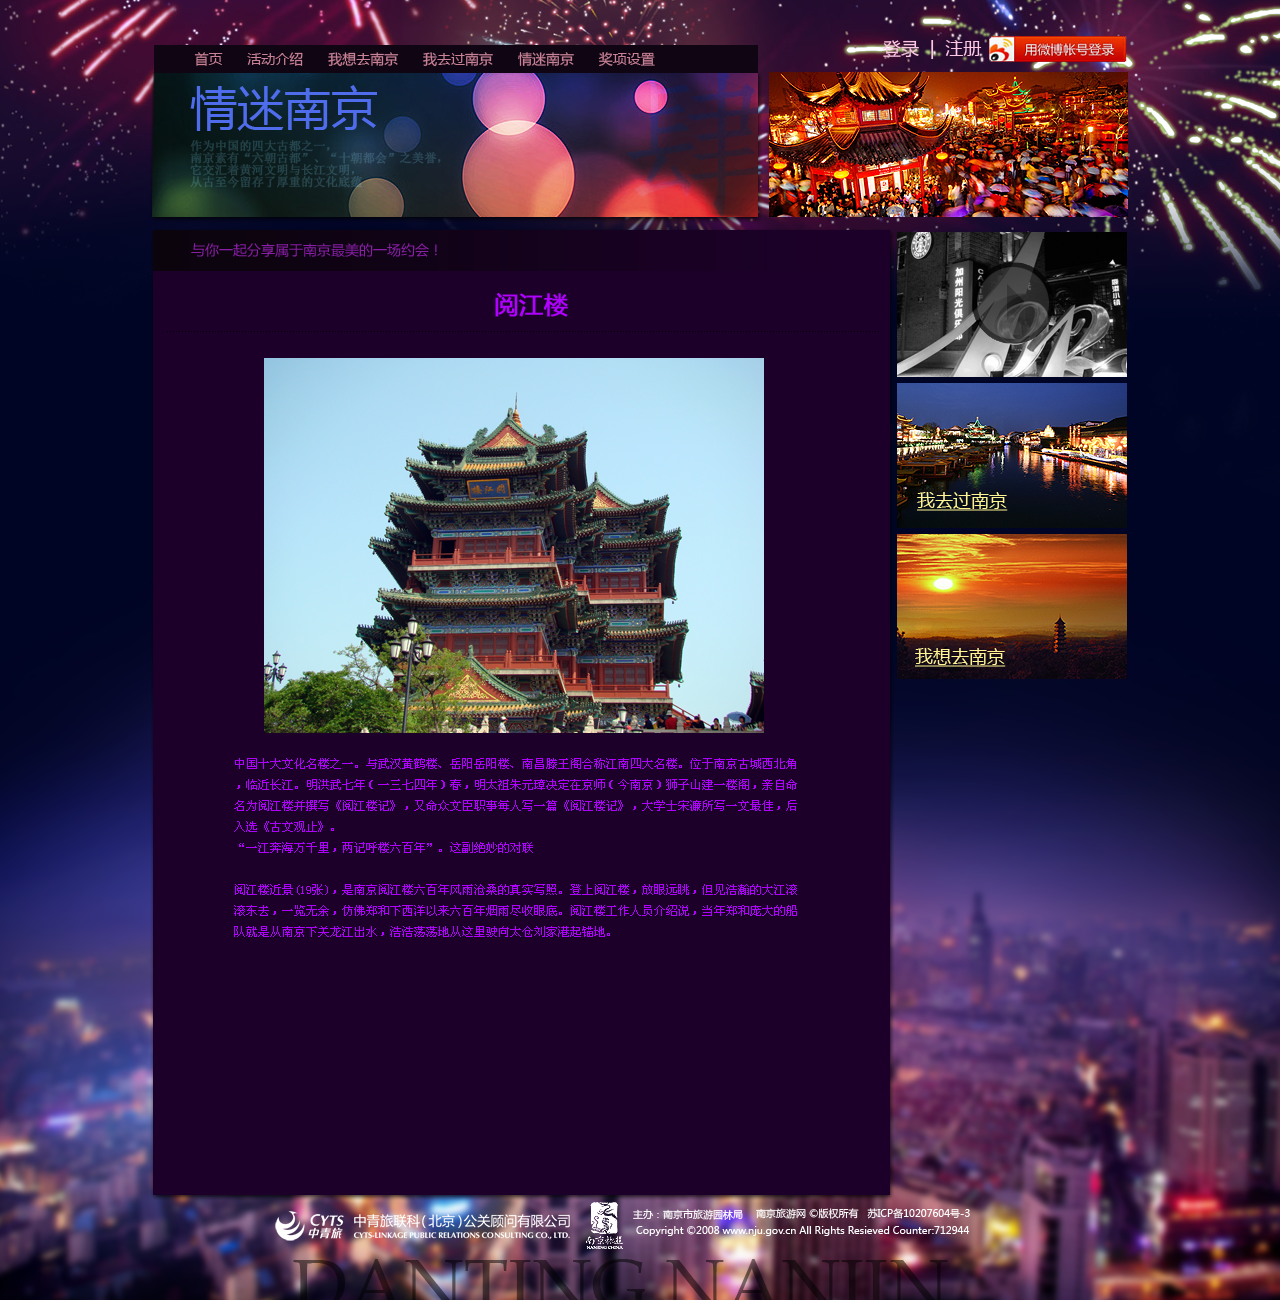 首页 活动介绍 我想去南京 我去过南京 情迷南京 奖项设置
登录 | 注册 用微博帐号登录
情迷南京
作为中国的四大古都之一，
南京素有“六朝古都”、“十朝都会”之美誉，
它交汇着黄河文明与长江文明，
从古至今留存了厚重的文化底蕴
与你一起分享属于南京最美的一场约会！
加州阳光俱乐部
阅江楼
我去过南京
我想去南京
中国十大文化名楼之一。与武汉黄鹤楼、岳阳岳阳楼、南昌滕王阁合称江南四大名楼。位于南京古城西北角
，临近长江。明洪武七年（一三七四年）春，明太祖朱元璋决定在京师（今南京）狮子山建一楼阁，亲自命
名为阅江楼并撰写《阅江楼记》，又命众文臣职事每人写一篇《阅江楼记》，大学士宋濂所写一文最佳，后
入选《古文观止》。
“一江奔海万千里，两记呼楼六百年”。这副绝妙的对联
阅江楼近景(19张)，是南京阅江楼六百年风雨沧桑的真实写照。登上阅江楼，放眼远眺，但见浩瀚的大江滚
滚东去，一览无余，仿佛郑和下西洋以来六百年烟雨尽收眼底。阅江楼工作人员介绍说，当年郑和庞大的船
队就是从南京下关龙江出水，浩浩荡荡地从这里驶向太仓刘家港起锚地。
CYTS 中青旅
中青旅联科(北京)公关顾问有限公司
CYTS-LINKAGE PUBLIC RELATIONS CONSULTING CO., LTD.
南京旅游
NANJING CHINA
主办：南京市旅游园林局 南京旅游网 ©版权所有 苏ICP备10207604号-3
Copyright ©2008 www.nju.gov.cn All Rights Resieved Counter:712944
DANTING NANJIN